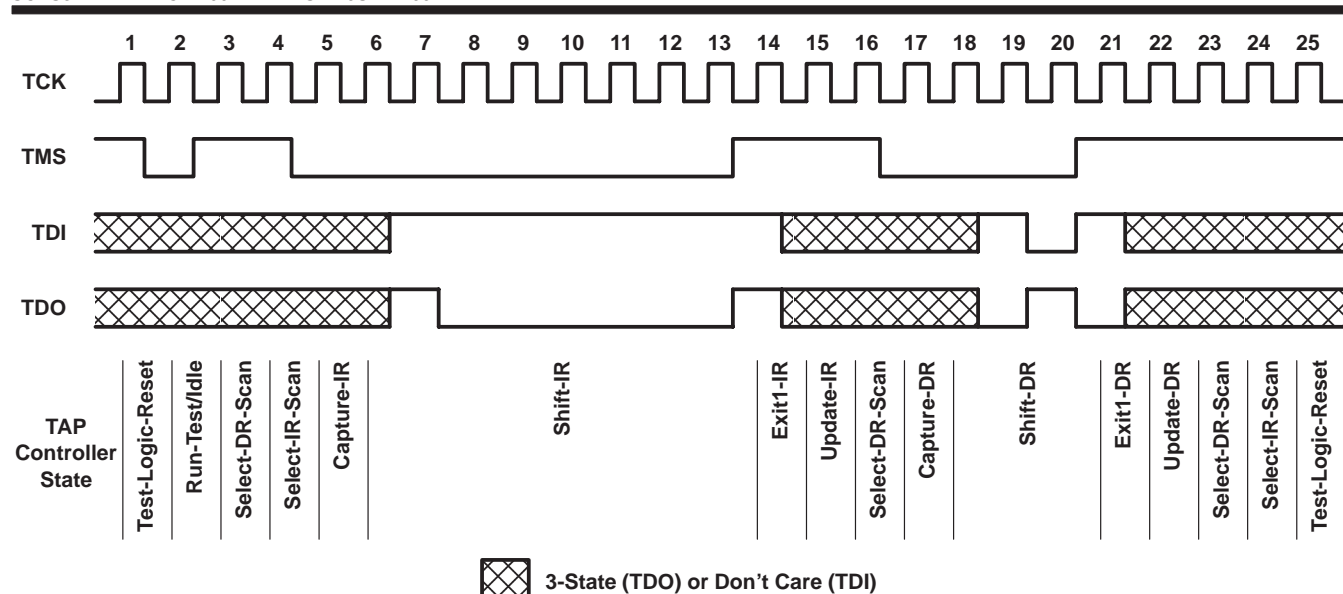 1 2 3 4 5 6 7 8 9 10 11 12 13 14 15 16 17 18 19 20 21 22 23 24 25
TCK
TMS
TDI
TDO
TAP
Controller
State
Test-Logic-Reset
Run-Test/Idle
Select-DR-Scan
Select-IR-Scan
Capture-IR
Shift-IR
Exit1-IR
Update-IR
Select-DR-Scan
Capture-DR
Shift-DR
Exit1-DR
Update-DR
Select-DR-Scan
Select-IR-Scan
Test-Logic-Reset
3-State (TDO) or Don't Care (TDI)